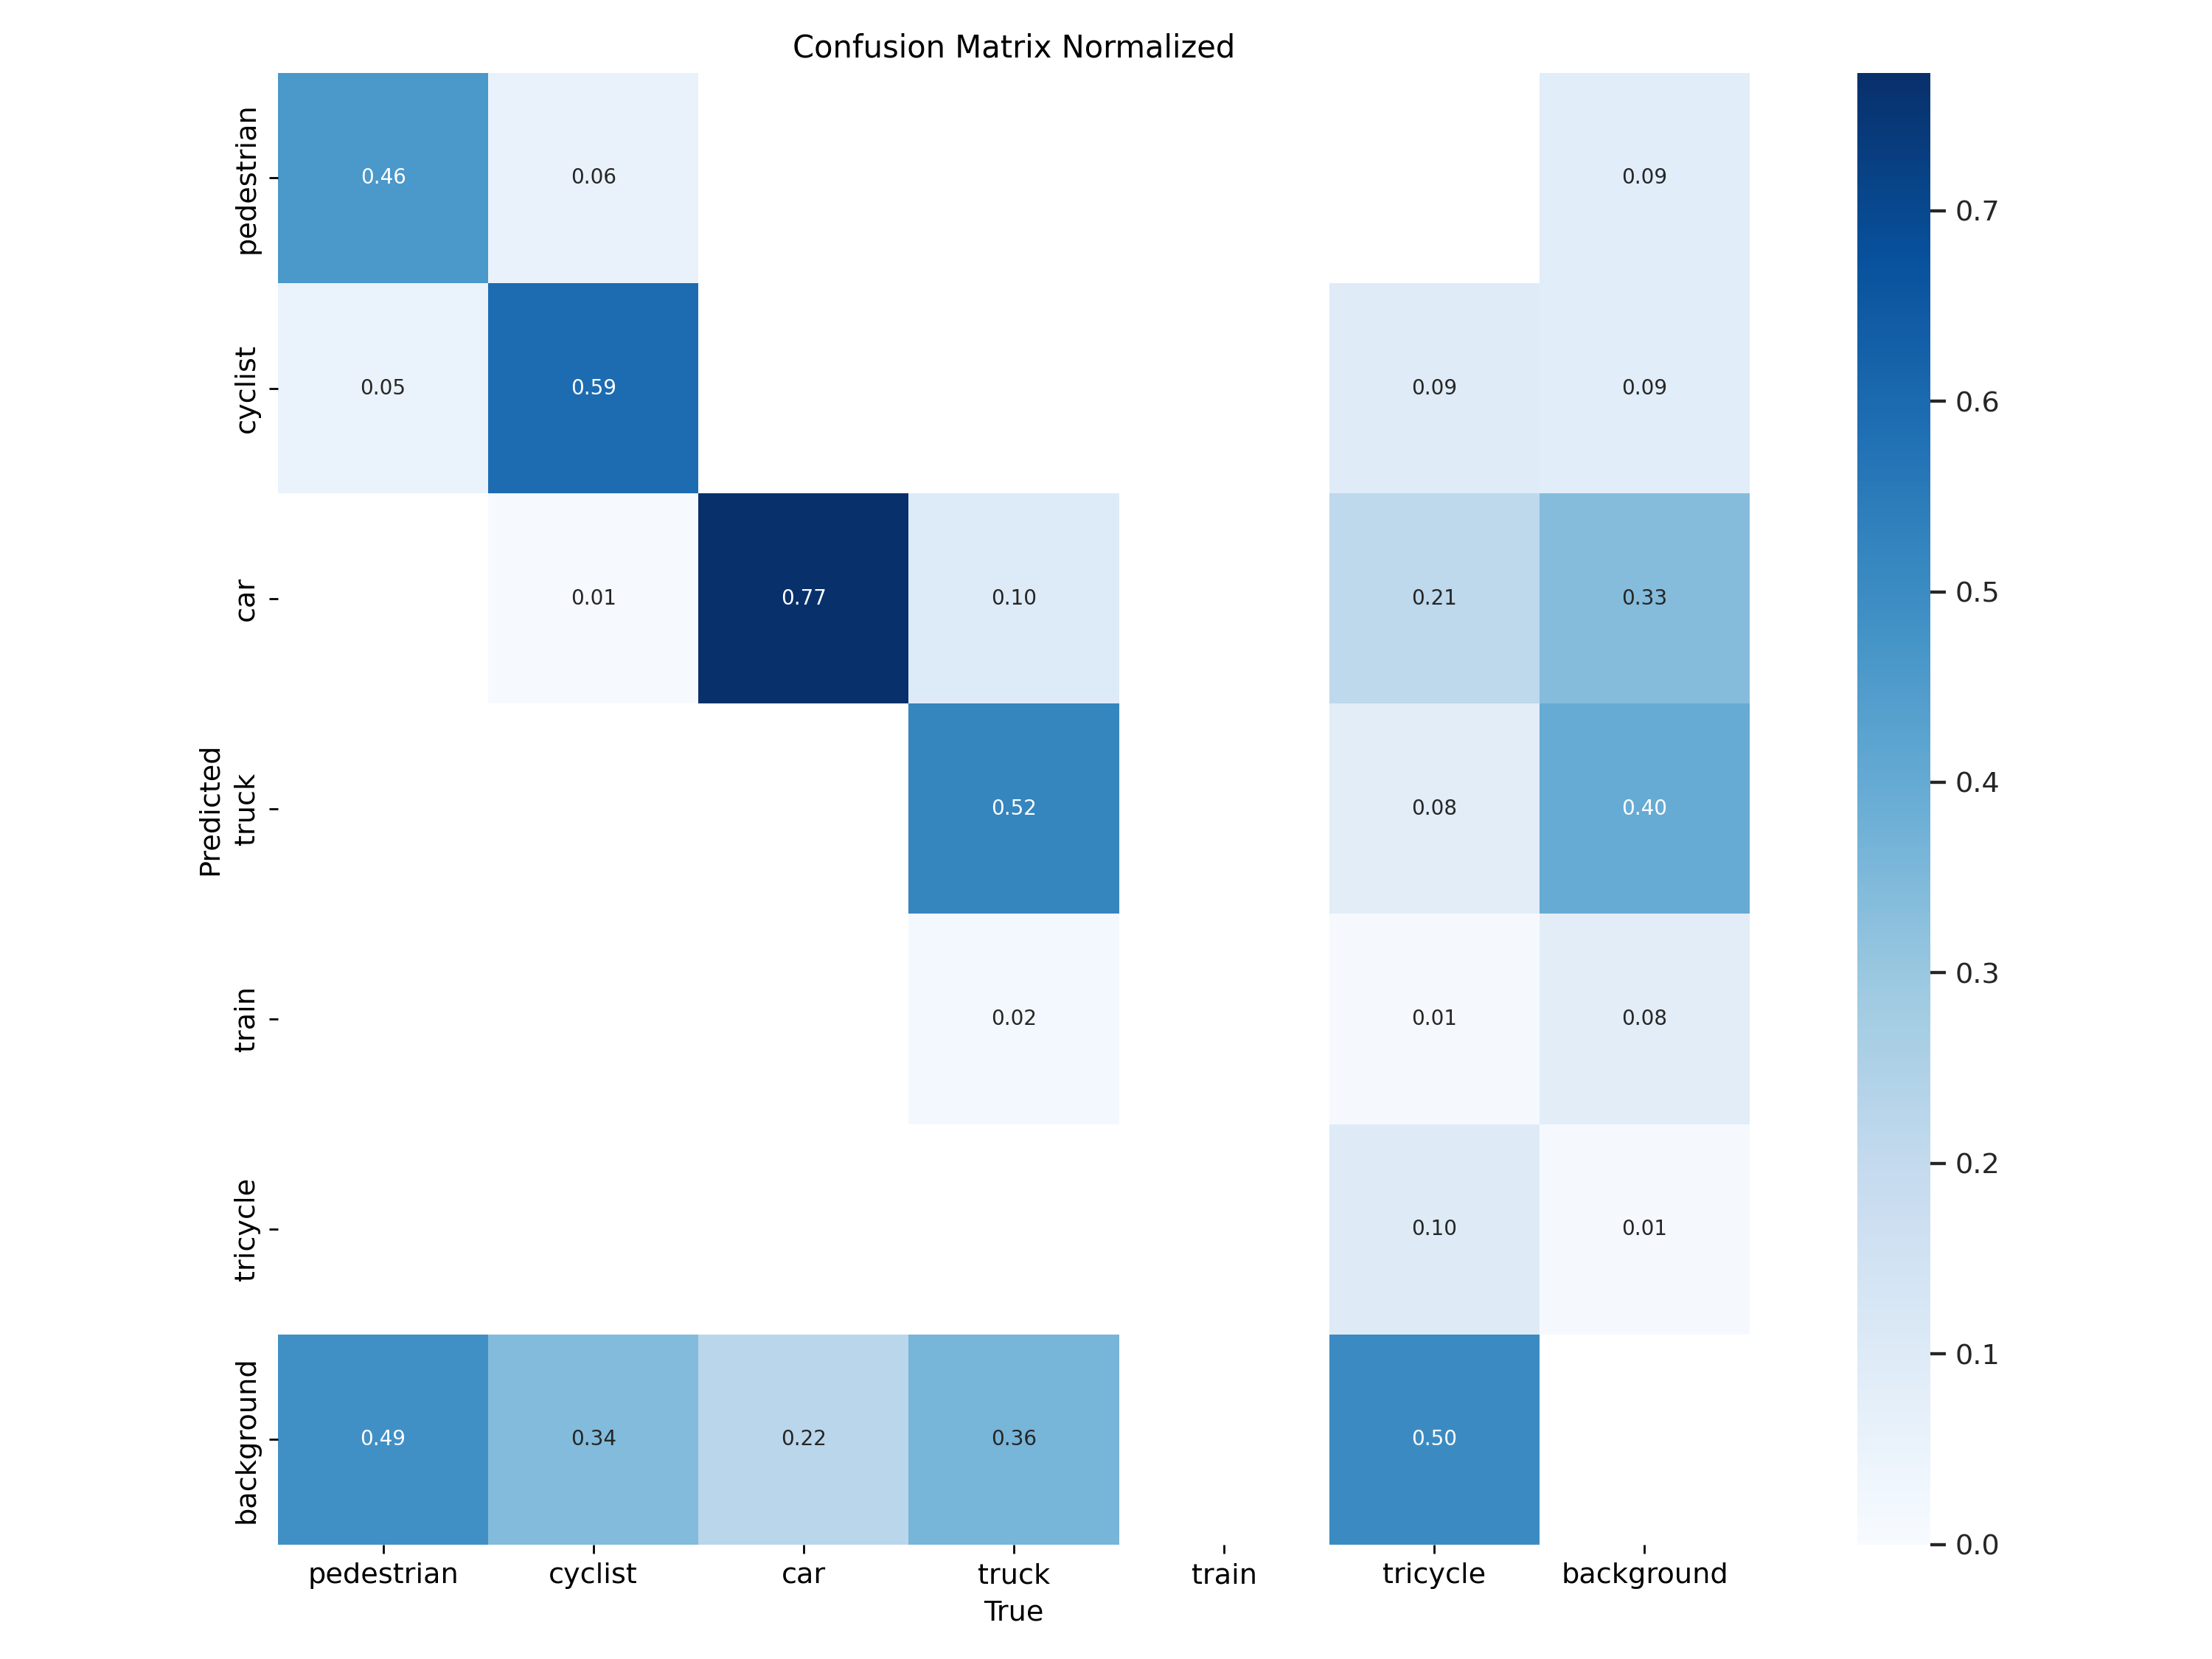 Confusion Matrix Normalized
pedestrian
0.46
0.06
0.09
cyclist
0.05
0.59
0.09
0.09
car
0.01
0.77
0.10
0.21
0.33
truck
0.52
0.08
0.40
train
0.02
0.01
0.08
tricycle
0.10
0.01
background
0.49
0.34
0.22
0.36
0.50
Predicted
pedestrian
cyclist
car
truck
train
tricycle
background
True
0.7
0.6
0.5
0.4
0.3
0.2
0.1
0.0